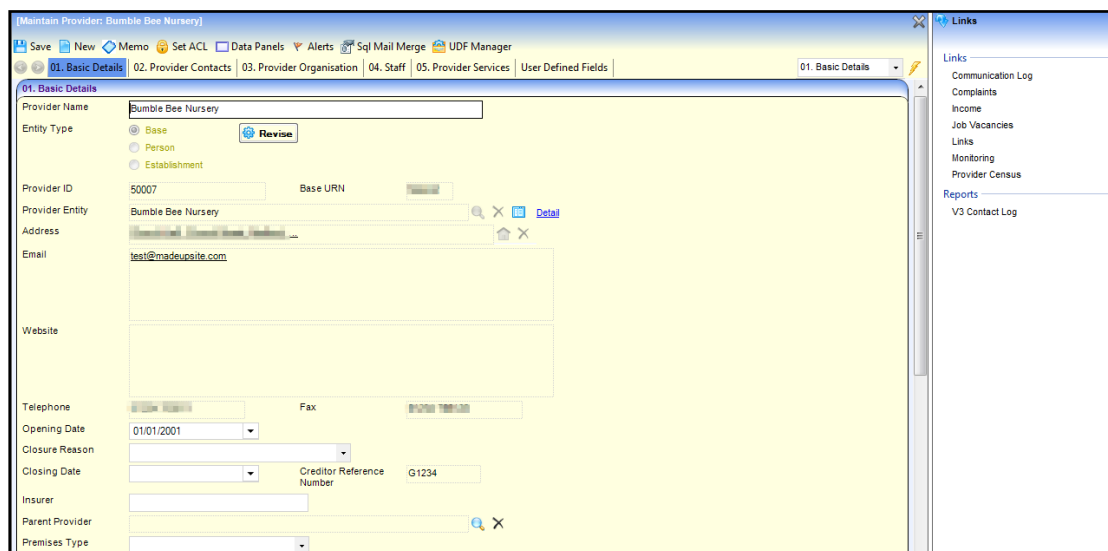 [Maintain Provider: Bumble Bee Nursery]
Links
Save New Memo Set ACL Data Panels Alerts Sql Mail Merge UDF Manager
01. Basic Details 02. Provider Contacts 03. Provider Organisation 04. Staff 05. Provider Services User Defined Fields 01. Basic Details
01. Basic Details
Provider Name Bumble Bee Nursery
Entity Type Base Revise
Person
Establishment
Provider ID 50007 Base URN
Provider Entity Bumble Bee Nursery Detail
Address ...
Email test@madeupsite.com
Website
Telephone Fax
Opening Date 01/01/2001
Closure Reason
Closing Date Creditor Reference Number G1234
Insurer
Parent Provider
Premises Type
Links
Communication Log
Complaints
Income
Job Vacancies
Links
Monitoring
Provider Census
Reports
V3 Contact Log